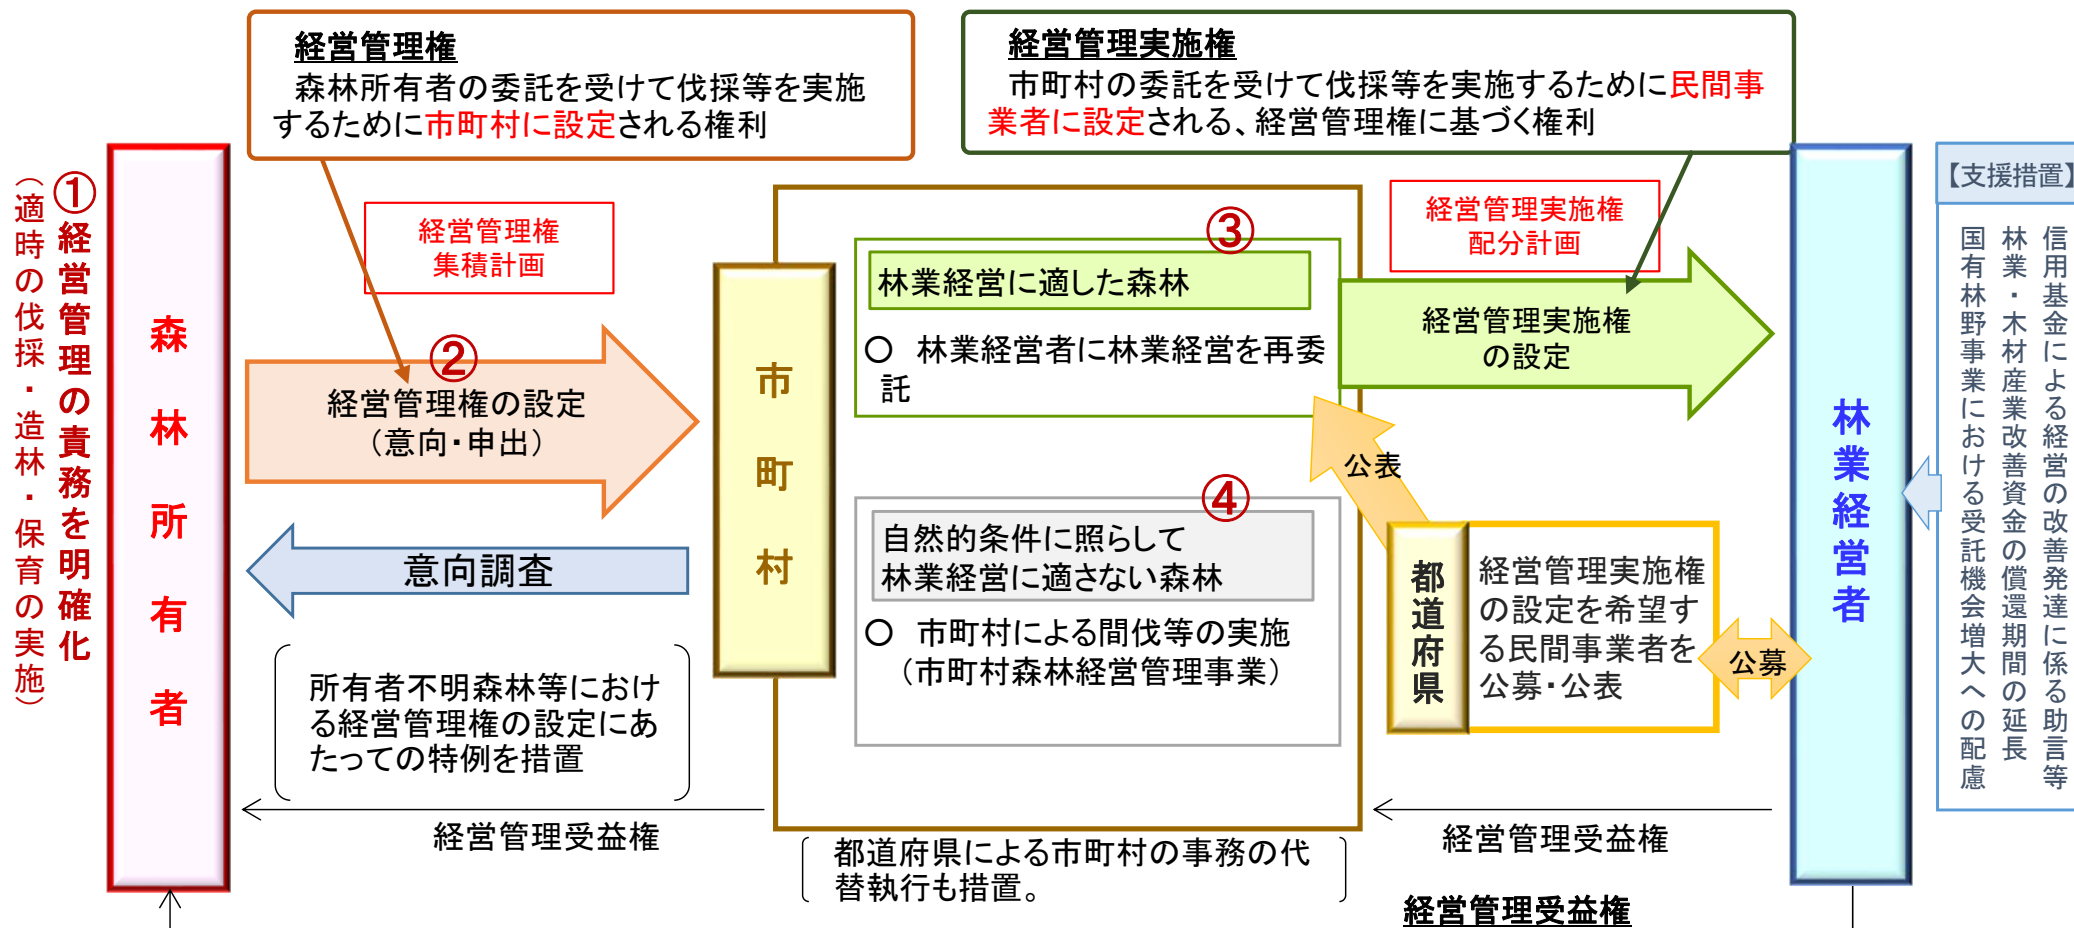 経営管理権
森林所有者の委託を受けて伐採等を実施
するために市町村に設定される権利
経営管理実施権
市町村の委託を受けて伐採等を実施するために民間事
業者に設定される、経営管理権に基づく権利
①経営管理の責務を明確化
（適時の伐採・造林・保育の実施）
森林所有者
経営管理権
集積計画
②
経営管理権の設定
（意向・申出）
意向調査
所有者不明森林等におけ
る経営管理権の設定にあ
たっての特例を措置
経営管理受益権
市町村
③
林業経営に適した森林
○　林業経営者に林業経営を再委
託
④
自然的条件に照らして
林業経営に適さない森林
○　市町村による間伐等の実施
（市町村森林経営管理事業）
都道府県による市町村の事務の代
替執行も措置。
経営管理実施権
配分計画
経営管理実施権
の設定
公表
都道府県
経営管理実施権
の設定を希望す
る民間事業者を
公募・公表
公募
経営管理受益権
経営管理受益権
林業経営者
【支援措置】
信用基金による経営の改善発達に係る助言等
林業・木材産業改善資金の償還期間の延長
国有林野事業における受託機会増大への配慮